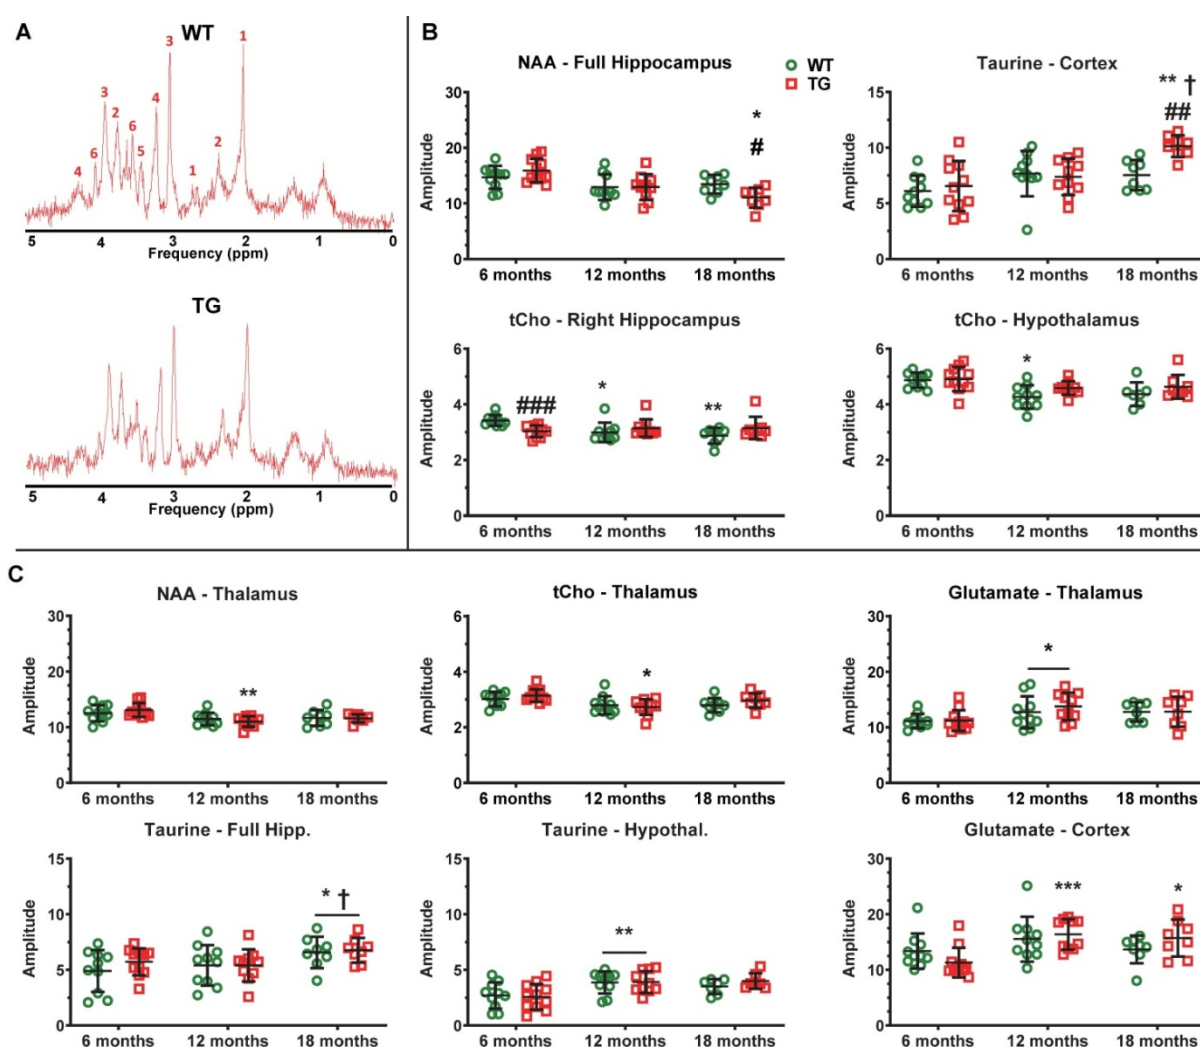 A
WT
3
1
3
4
2
6
6
5
4
1
2
5 4 3 2 1 0
Frequency (ppm)
TG
5 4 3 2 1 0
Frequency (ppm)
B
NAA - Full Hippocampus
WT
TG
Amplitude
30
20
10
0
*
#
6 months 12 months 18 months
Taurine - Cortex
Amplitude
15
10
5
0
** †
##
6 months 12 months 18 months
tCho - Right Hippocampus
Amplitude
6
4
2
0
###
*
**
6 months 12 months 18 months
tCho - Hypothalamus
Amplitude
6
4
2
0
*
6 months 12 months 18 months
C
NAA - Thalamus
Amplitude
30
20
10
0
**
6 months 12 months 18 months
tCho - Thalamus
Amplitude
6
4
2
0
*
6 months 12 months 18 months
Glutamate - Thalamus
Amplitude
30
20
10
0
*
6 months 12 months 18 months
Taurine - Full Hipp.
Amplitude
15
10
5
0
* †
6 months 12 months 18 months
Taurine - Hypothal.
Amplitude
15
10
5
0
**
6 months 12 months 18 months
Glutamate - Cortex
Amplitude
30
20
10
0
***
*
6 months 12 months 18 months